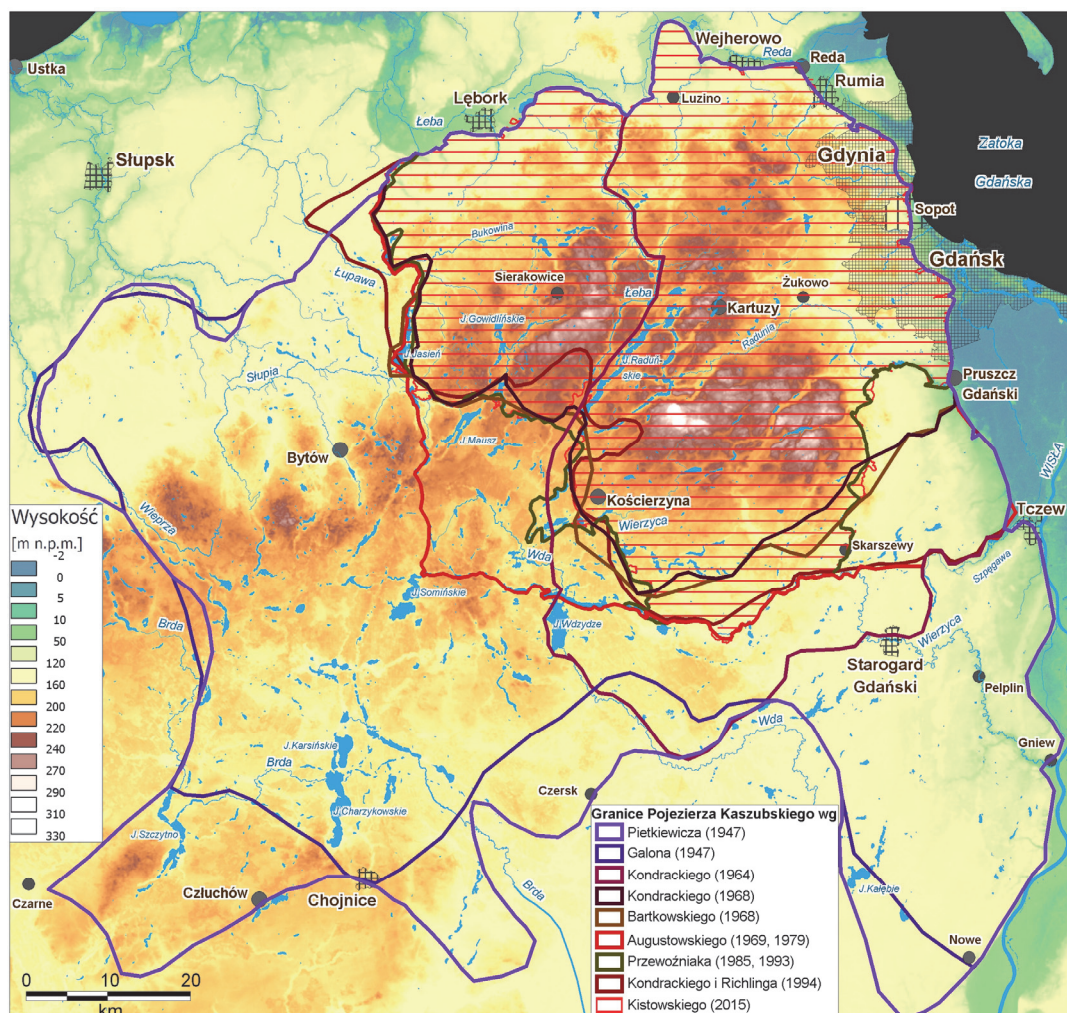 Wejherowo
Reda
Reda
Ustka
Rumia
Luzino
Lębork
Łeba
Zatoka
Gdańska
Słupsk
Gdynia
Sopot
Bukowina
Gdańsk
Łupawa
Sierakowice
Łeba
Żukowo
Kartuzy
J.Gowidlińskie
Radunia
J.Jasień
J.Raduń-
skie
Słupia
Pruszcz
Gdański
J.Mausz
Bytów
WISŁA
Kościerzyna
Wieprza
Wierzyca
Tczew
Wysokość
[m n.p.m.]
-2
0
5
10
50
120
160
200
220
240
270
290
310
330
Skarszewy
Wda
Szpęgawa
J.Somińskie
J.Wdzydze
Brda
Wierzyca
Starogard
Gdański
Pelplin
Wda
J.Karsińskie
Brda
Gniew
Czersk
J.Charzykowskie
J.Szczytno
Granice Pojezierza Kaszubskiego wg
Pietkiewicza (1947)
Galona (1947)
Kondrackiego (1964)
Kondrackiego (1968)
Bartkowskiego (1968)
Augustowskiego (1969, 1979)
Przewoźniaka (1985, 1993)
Kondrackiego i Richlinga (1994)
Kistowskiego (2015)
J.Kałębie
Czarne
Człuchów
Chojnice
Brda
Nowe
0 10 20
km